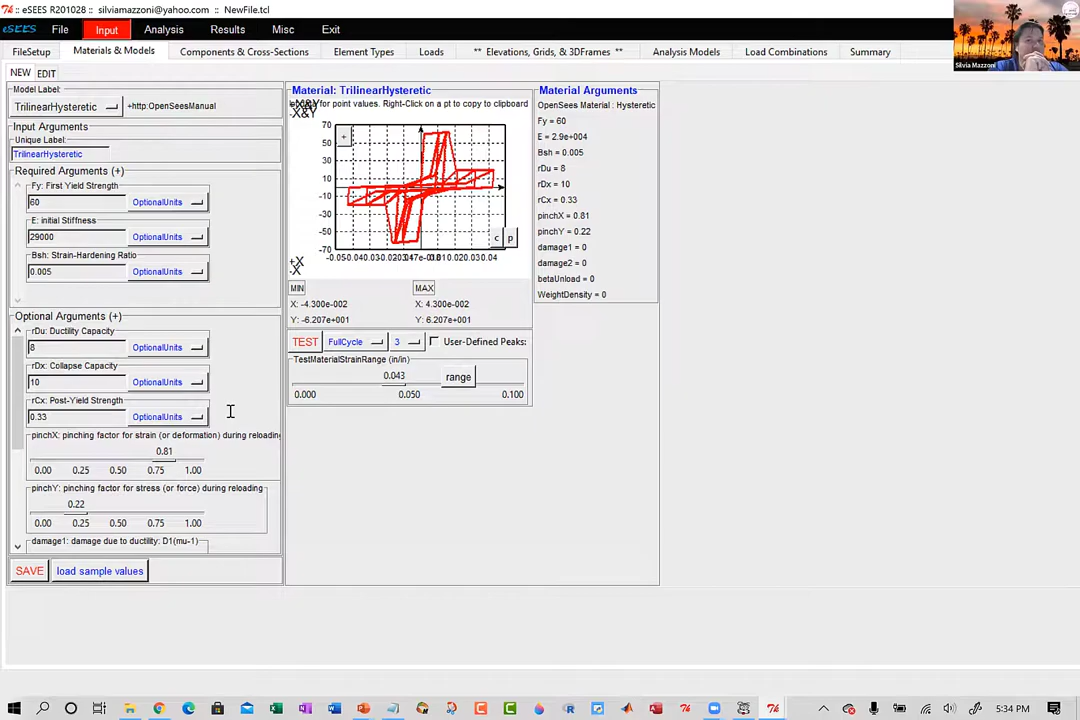 :: eSEES R201028 :: silviamazzoni@yahoo.com :: NewFile.tcl
eSEES File Input Analysis Results Misc Exit
FileSetup Materials & Models Components & Cross-Sections Element Types Loads ** Elevations, Grids, & 3DFrames ** Analysis Models Load Combinations Summary
NEW EDIT
Model Label:
TrilinearHysteretic +http:OpenSeesManual
Input Arguments
Unique Label:
TrilinearHysteretic
Required Arguments (+)
Fy: First Yield Strength
60 OptionalUnits
E: initial Stiffness
29000 OptionalUnits
Bsh: Strain-Hardening Ratio
0.005 OptionalUnits
Optional Arguments (+)
rDu: Ductility Capacity
8 OptionalUnits
rDx: Collapse Capacity
10 OptionalUnits
rCx: Post-Yield Strength
0.33 OptionalUnits
pinchX: pinching factor for strain (or deformation) during reloading
0.81
0.00 0.25 0.50 0.75 1.00
pinchY: pinching factor for stress (or force) during reloading
0.22
0.00 0.25 0.50 0.75 1.00
damage1: damage due to ductility: D1(mu-1)
SAVE load sample values
Material: TrilinearHysteretic
for point values. Right-Click on a pt to copy to clipboard
-X&Y
70
50
30
10
-10
-30
-50
-70
+
c p
+X
-X
MIN MAX
X: -4.300e-002 X: 4.300e-002
Y: -6.207e+001 Y: 6.207e+001
TEST FullCycle 3 User-Defined Peaks:
TestMaterialStrainRange (in/in)
0.043 range
0.000 0.050 0.100
Material Arguments
OpenSees Material : Hysteretic
Fy = 60
E = 2.9e+004
Bsh = 0.005
rDu = 8
rDx = 10
rCx = 0.33
pinchX = 0.81
pinchY = 0.22
damage1 = 0
damage2 = 0
betaUnload = 0
WeightDensity = 0
Silvia Mazzoni
5:34 PM